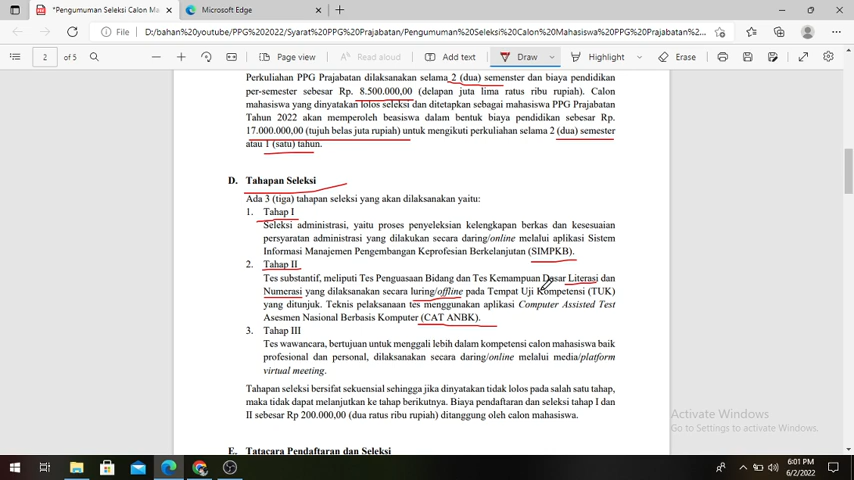 *Pengumuman Seleksi Calon Ma
Microsoft Edge
File
D:/bahan%20youtube/PPG%202022/Syarat%20PPG%20Prajabatan/Pengumuman%20Seleksi%20Calon%20Mahasiswa%20PPG%20Prajabatan%20...
2
of 5
Page view
Read aloud
Add text
Draw
Highlight
Erase
Perkuliahan PPG Prajabatan dilaksanakan selama 2 (dua) semenster dan biaya pendidikan
per-semester sebesar Rp. 8.500.000,00 (delapan juta lima ratus ribu rupiah). Calon
mahasiswa yang dinyatakan lolos seleksi dan ditetapkan sebagai mahasiswa PPG Prajabatan
Tahun 2022 akan memperoleh beasiswa dalam bentuk biaya pendidikan sebesar Rp.
17.000.000,00 (tujuh belas juta rupiah) untuk mengikuti perkuliahan selama 2 (dua) semester
atau 1 (satu) tahun.
D. Tahapan Seleksi
Ada 3 (tiga) tahapan seleksi yang akan dilaksanakan yaitu:
1. Tahap I
Seleksi administrasi, yaitu proses penyeleksian kelengkapan berkas dan kesesuaian
persyaratan administrasi yang dilakukan secara daring/online melalui aplikasi Sistem
Informasi Manajemen Pengembangan Keprofesian Berkelanjutan (SIMPKB).
2. Tahap II
Tes substantif, meliputi Tes Penguasaan Bidang dan Tes Kemampuan Dasar Literasi dan
Numerasi yang dilaksanakan secara luring/offline pada Tempat Uji Kompetensi (TUK)
yang ditunjuk. Teknis pelaksanaan tes menggunakan aplikasi Computer Assisted Test
Asesmen Nasional Berbasis Komputer (CAT ANBK).
3. Tahap III
Tes wawancara, bertujuan untuk menggali lebih dalam kompetensi calon mahasiswa baik
profesional dan personal, dilaksanakan secara daring/online melalui media/platform
virtual meeting.
Tahapan seleksi bersifat sekuensial sehingga jika dinyatakan tidak lolos pada salah satu tahap,
maka tidak dapat melanjutkan ke tahap berikutnya. Biaya pendaftaran dan seleksi tahap I dan
II sebesar Rp 200.000,00 (dua ratus ribu rupiah) ditanggung oleh calon mahasiswa.
E. Tatacara Pendaftaran dan Seleksi
Activate Windows
Go to Settings to activate Windows.
6:01 PM
6/2/2022